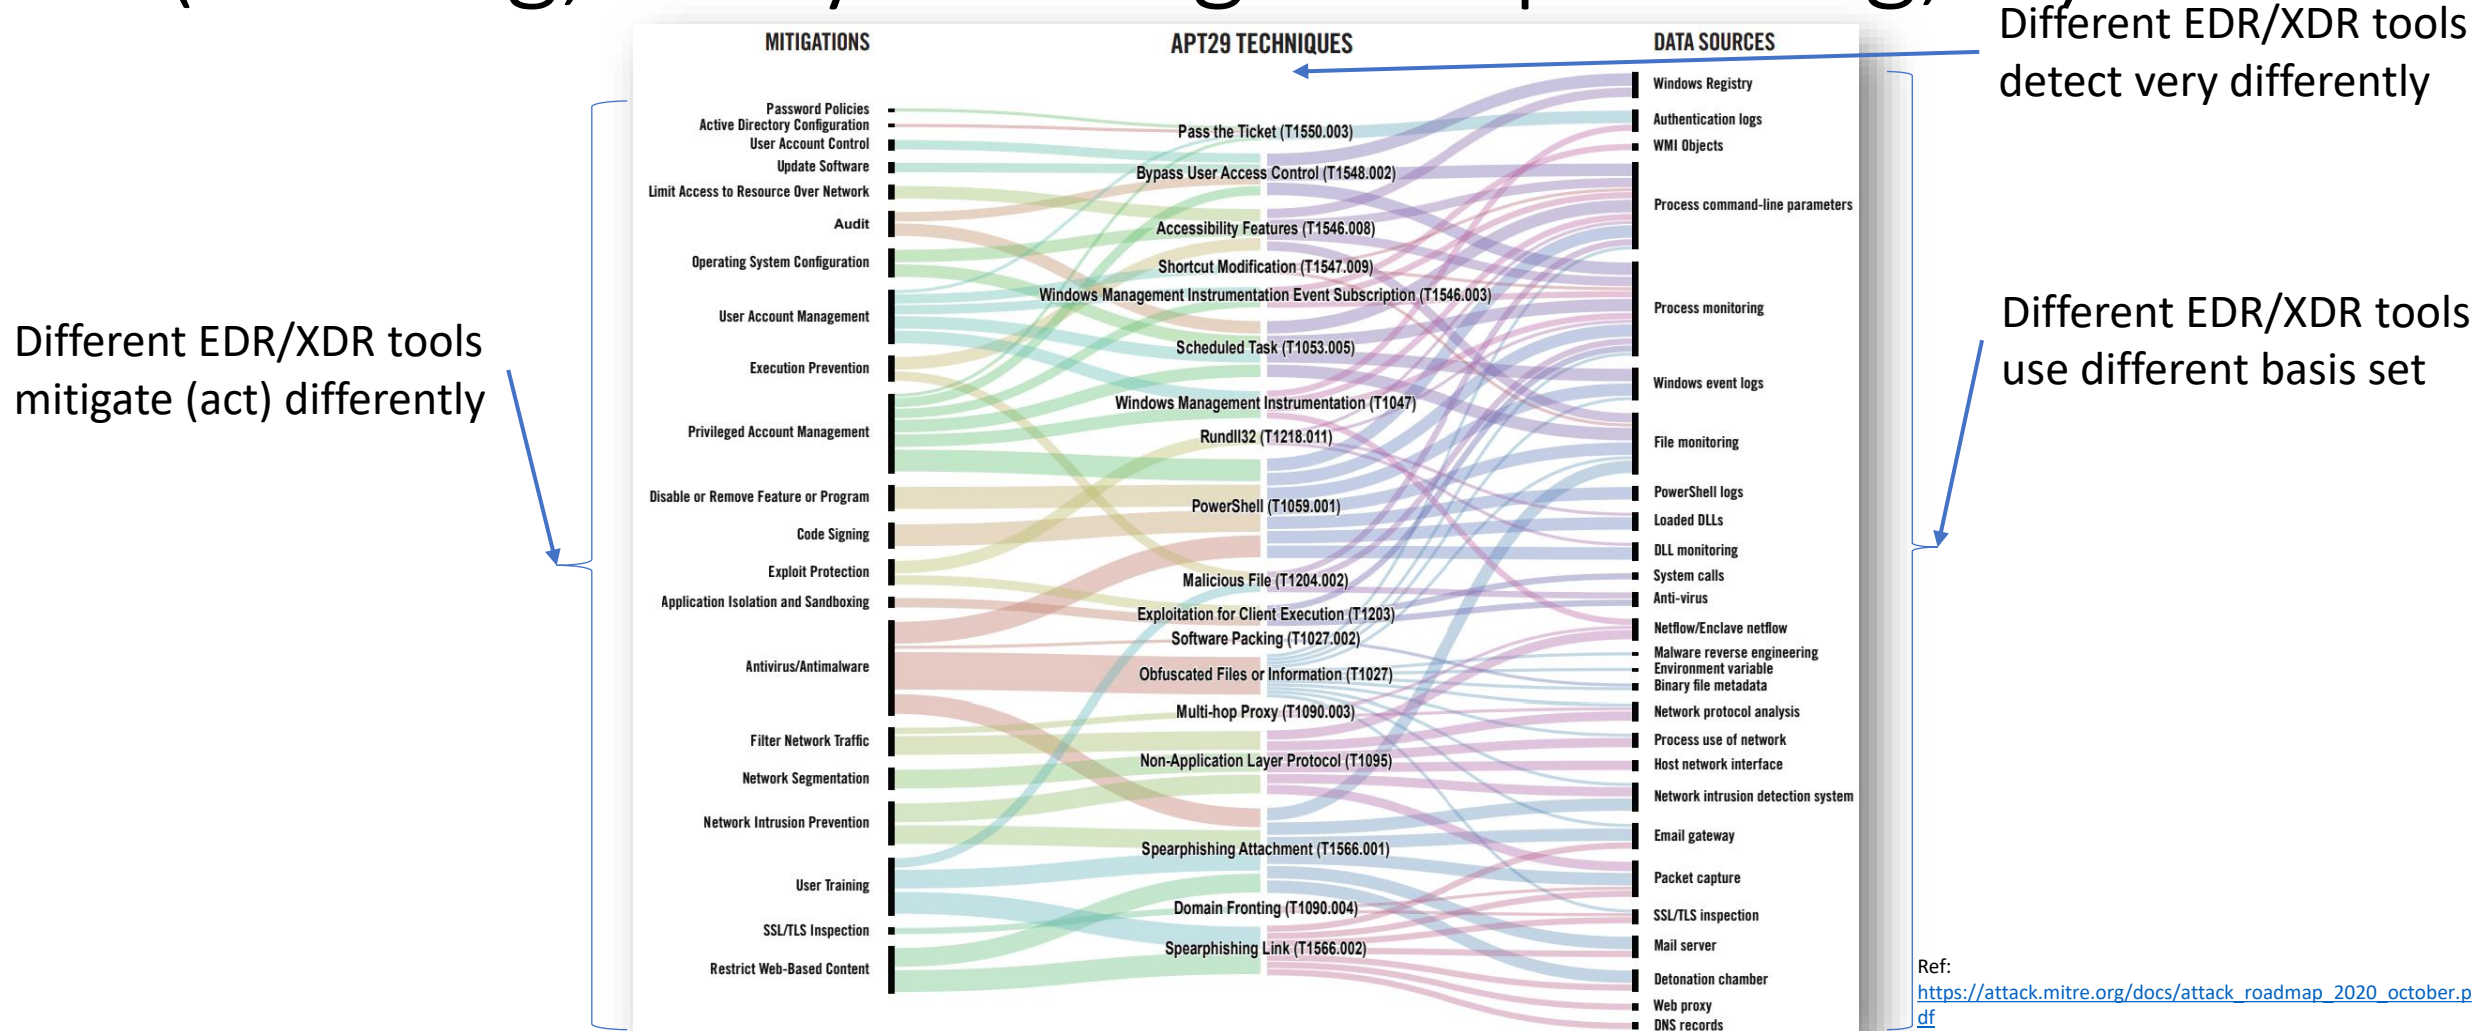 Different EDR/XDR tools
detect very differently
MITIGATIONS
APT29 TECHNIQUES
DATA SOURCES
Password Policies
Active Directory Configuration
User Account Control
Update Software
Limit Access to Resource Over Network
Audit
Operating System Configuration
User Account Management
Execution Prevention
Privileged Account Management
Disable or Remove Feature or Program
Code Signing
Exploit Protection
Application Isolation and Sandboxing
Antivirus/Antimalware
Filter Network Traffic
Network Segmentation
Network Intrusion Prevention
User Training
SSL/TLS Inspection
Restrict Web-Based Content
Pass the Ticket (T1550.003)
Bypass User Access Control (T1548.002)
Accessibility Features (T1546.008)
Shortcut Modification (T1547.009)
Windows Management Instrumentation Event Subscription (T1546.003)
Scheduled Task (T1053.005)
Windows Management Instrumentation (T1047)
Rundll32 (T1218.011)
PowerShell (T1059.001)
Malicious File (T1204.002)
Exploitation for Client Execution (T1203)
Software Packing (T1027.002)
Obfuscated Files or Information (T1027)
Multi-hop Proxy (T1090.003)
Non-Application Layer Protocol (T1095)
Spearphishing Attachment (T1566.001)
Domain Fronting (T1090.004)
Spearphishing Link (T1566.002)
Windows Registry
Authentication logs
WMI Objects
Process command-line parameters
Process monitoring
Windows event logs
File monitoring
PowerShell logs
Loaded DLLs
DLL monitoring
System calls
Anti-virus
Netflow/Enclave netflow
Malware reverse engineering
Environment variable
Binary file metadata
Network protocol analysis
Process use of network
Host network interface
Network intrusion detection system
Email gateway
Packet capture
SSL/TLS inspection
Mail server
Detonation chamber
Web proxy
DNS records
Different EDR/XDR tools
mitigate (act) differently
Different EDR/XDR tools
use different basis set
Ref:
https://attack.mitre.org/docs/attack_roadmap_2020_october.p
df